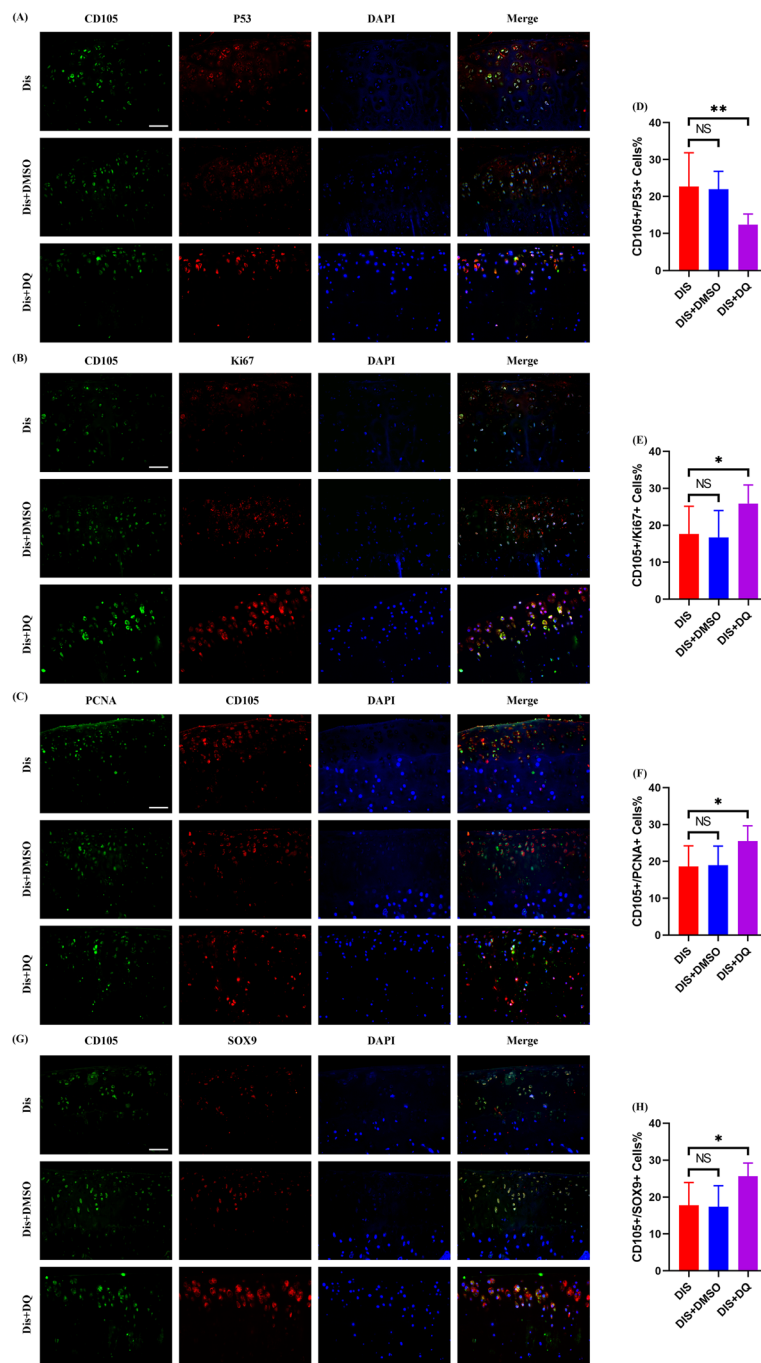 (A) CD105 P53 DAPI Merge
Dis
Dis+DMSO
Dis+DQ
(D)
CD105+/P53+ Cells%
**
NS
40
30
20
10
0
DIS
DIS+DMSO
DIS+DQ
(B) CD105 Ki67 DAPI Merge
Dis
Dis+DMSO
Dis+DQ
(E)
CD105+/Ki67+ Cells%
*
NS
40
30
20
10
0
DIS
DIS+DMSO
DIS+DQ
(C) PCNA CD105 DAPI Merge
Dis
Dis+DMSO
Dis+DQ
(F)
CD105+/PCNA+ Cells%
*
NS
40
30
20
10
0
DIS
DIS+DMSO
DIS+DQ
(G) CD105 SOX9 DAPI Merge
Dis
Dis+DMSO
Dis+DQ
(H)
CD105+/SOX9+ Cells%
*
NS
40
30
20
10
0
DIS
DIS+DMSO
DIS+DQ